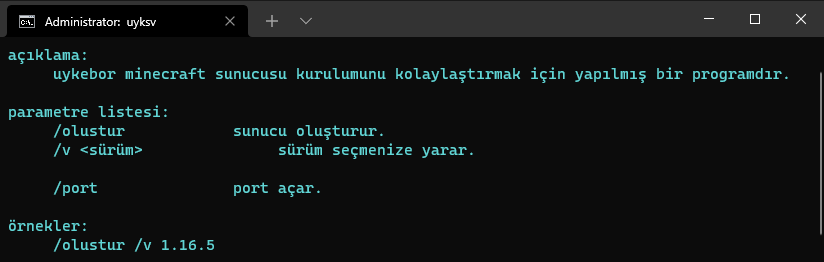 Administrator: uyksv
açıklama:
uykebor minecraft sunucusu kurulumunu kolaylaştırmak için yapılmış bir programdır.
parametre listesi:
/olustur sunucu oluşturur.
/v <sürüm> sürüm seçmenize yarar.
/port port açar.
örnekler:
/olustur /v 1.16.5